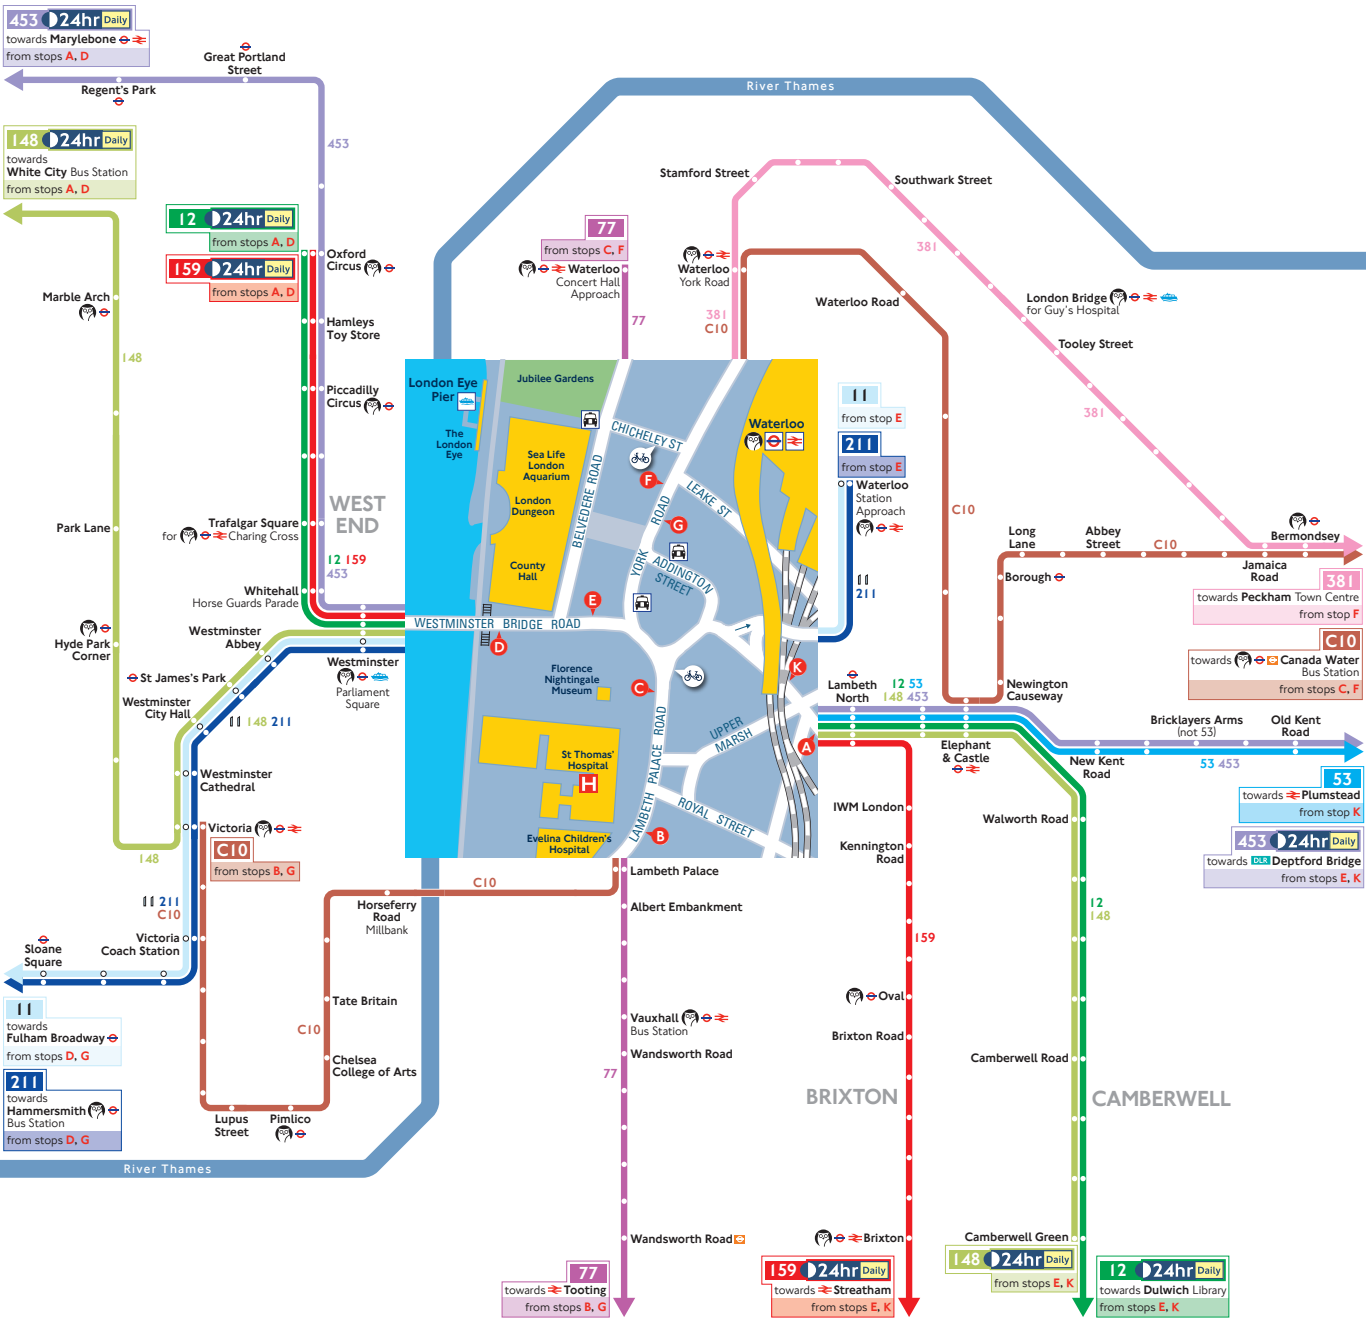 453 24hr Daily
towards Marylebone
from stops A, D
Great Portland
Street
Regent's Park
453
River Thames
148 24hr Daily
towards
White City Bus Station
from stops A, D
12 24hr Daily
from stops A, D
159 24hr Daily
from stops A, D
Oxford
Circus
Marble Arch
Hamleys
Toy Store
148
Piccadilly
Circus
WEST
END
Park Lane
Trafalgar Square
for Charing Cross
12 159
453
Whitehall
Horse Guards Parade
Hyde Park
Corner
Westminster
Abbey
St James's Park
Westminster
Parliament
Square
Westminster
City Hall
11 148 211
Westminster
Cathedral
Victoria
148
C10
from stops B, G
11 211
C10
Victoria
Coach Station
Sloane
Square
11
towards
Fulham Broadway
from stops D, G
211
towards
Hammersmith
Bus Station
from stops D, G
River Thames
Lupus
Street
Pimlico
C10
Tate Britain
Chelsea
College of Arts
Horseferry
Road
Millbank
C10
77
from stops C, F
Waterloo
Concert Hall
Approach
77
Stamford Street
Southwark Street
Waterloo
York Road
381
C10
Waterloo Road
381
London Bridge
for Guy's Hospital
Tooley Street
381
C10
London Eye
Pier
The
London
Eye
Jubilee Gardens
Sea Life
London
Aquarium
London
Dungeon
County
Hall
BELVEDERE ROAD
CHICHELEY ST
F
LEAKE ST
G
YORK ROAD
ADDINGTON
STREET
Waterloo
E
WESTMINSTER BRIDGE ROAD
D
Florence
Nightingale
Museum
C
K
UPPER
MARSH
A
St Thomas'
Hospital
H
LAMBETH PALACE ROAD
ROYAL STREET
B
Evelina Children's
Hospital
11
from stop E
211
from stop E
Waterloo
Station
Approach
11
211
Long
Lane
Abbey
Street
C10
Bermondsey
Jamaica
Road
Borough
381
towards Peckham Town Centre
from stop F
C10
towards Canada Water
Bus Station
from stops C, F
Lambeth
North
12 53
148 453
Newington
Causeway
Elephant
& Castle
Bricklayers Arms
(not 53)
Old Kent
Road
New Kent
Road
53 453
53
towards Plumstead
from stop K
453 24hr Daily
towards DLR Deptford Bridge
from stops E, K
IWM London
Kennington
Road
Walworth Road
12
148
159
Oval
Brixton Road
Camberwell Road
BRIXTON
CAMBERWELL
Brixton
Camberwell Green
148 24hr Daily
from stops E, K
12 24hr Daily
towards Dulwich Library
from stops E, K
159 24hr Daily
towards Streatham
from stops E, K
Lambeth Palace
Albert Embankment
Vauxhall
Bus Station
Wandsworth Road
77
Wandsworth Road
77
towards Tooting
from stops B, G